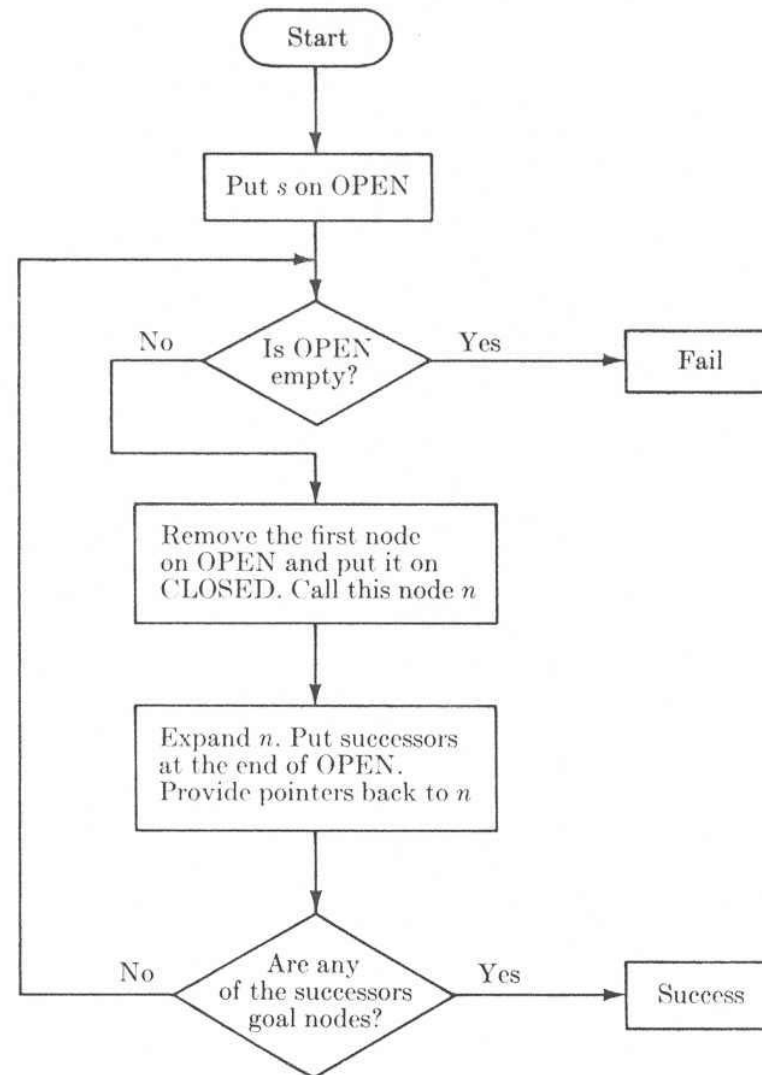 Start
Put s on OPEN
No
Is OPEN
empty?
Yes
Fail
Remove the first node
on OPEN and put it on
CLOSED. Call this node n
Expand n. Put successors
at the end of OPEN.
Provide pointers back to n
No
Are any
of the successors
goal nodes?
Yes
Success